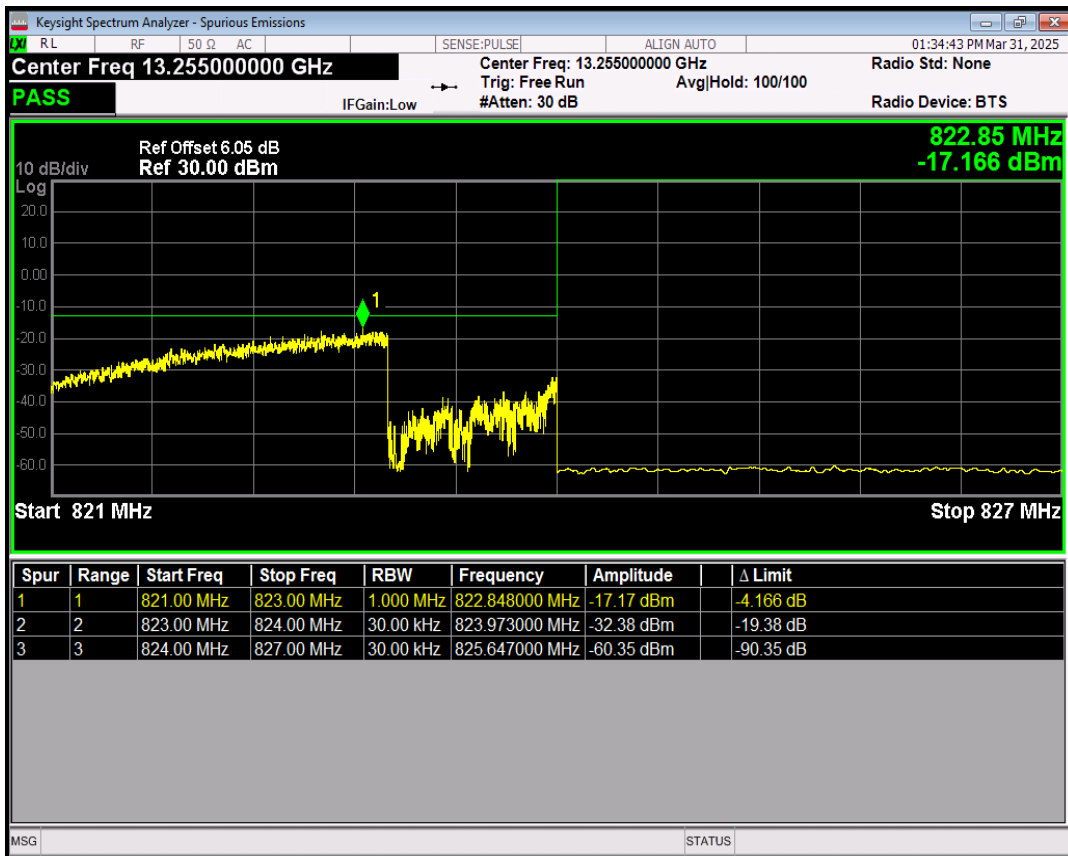 Keysight Spectrum Analyzer - Spurious Emissions
LXI RL RF 50 Ω AC SENSE:PULSE ALIGN AUTO 01:34:43 PM Mar 31, 2025
Center Freq 13.255000000 GHz Center Freq: 13.255000000 GHz Radio Std: None
Trig: Free Run Avg|Hold: 100/100
PASS IFGain:Low #Atten: 30 dB Radio Device: BTS
822.85 MHz
Ref Offset 6.05 dB
10 dB/div Ref 30.00 dBm -17.166 dBm
Log
20.0
10.0
0.00
1
-10.0
-20.0
-30.0
-40.0
-50.0
-60.0
Start 821 MHz Stop 827 MHz
Spur Range Start Freq Stop Freq RBW Frequency Amplitude Δ Limit
1 1 821.00 MHz 823.00 MHz 1.000 MHz 822.848000 MHz -17.17 dBm -4.166 dB
2 2 823.00 MHz 824.00 MHz 30.00 kHz 823.973000 MHz -32.38 dBm -19.38 dB
3 3 824.00 MHz 827.00 MHz 30.00 kHz 825.647000 MHz -60.35 dBm -90.35 dB
MSG STATUS